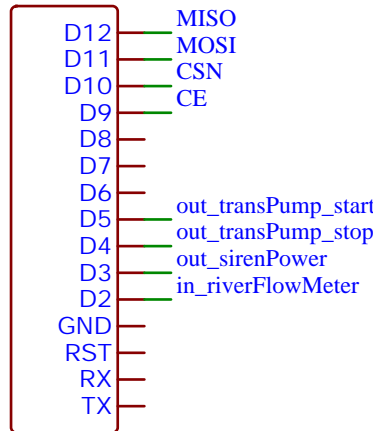 D12 MISO
D11 MOSI
D10 CSN
D9 CE
D8
D7
D6
D5 out_transPump_start
D4 out_transPump_stop
D3 out_sirenPower
D2 in_riverFlowMeter
GND
RST
RX
TX